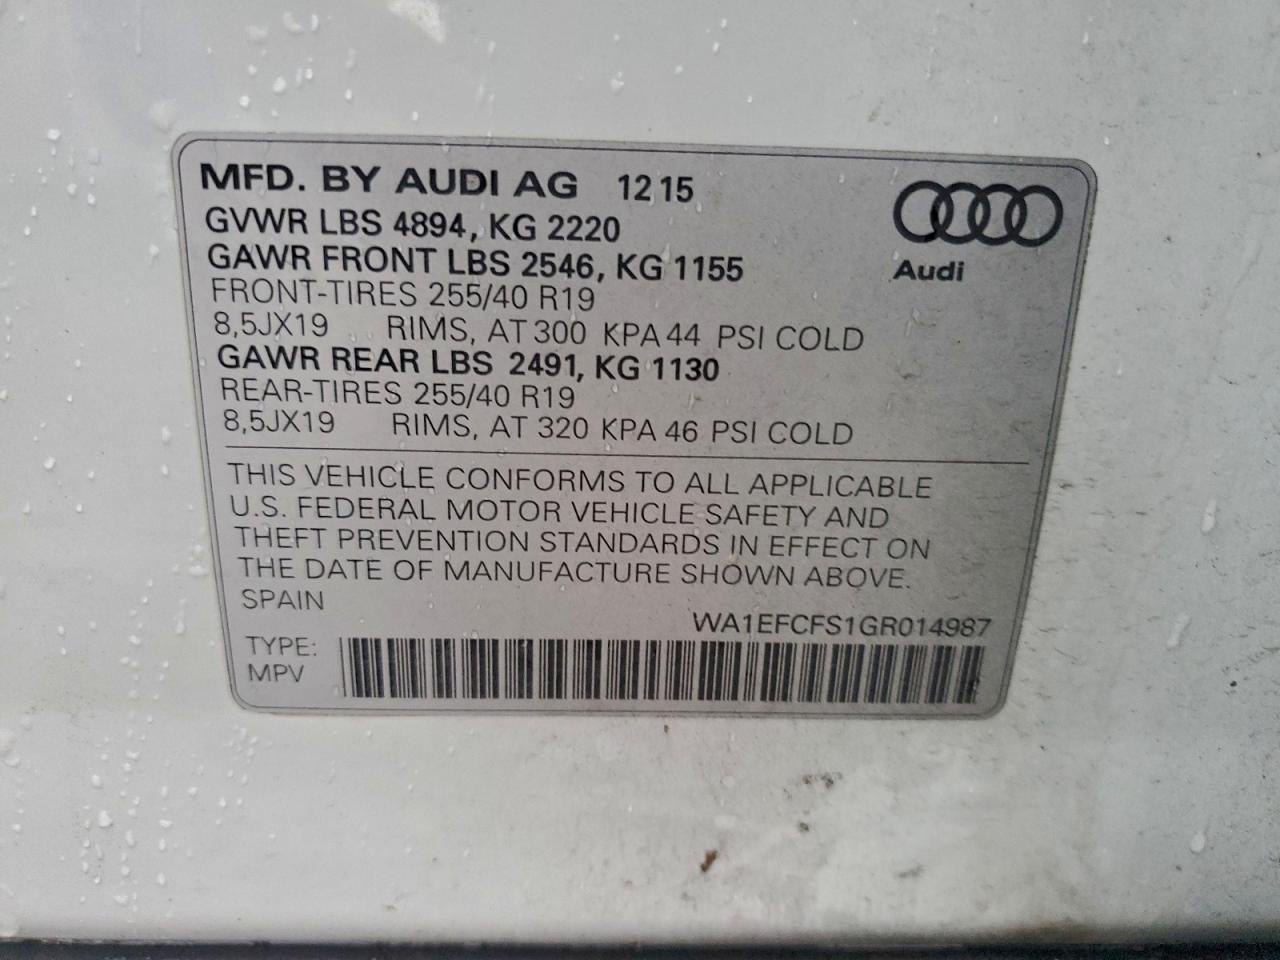 MFD. BY AUDI AG 12 15
GVWR LBS 4894, KG 2220
GAWR FRONT LBS 2546, KG 1155
Audi
FRONT-TIRES 255/40 R19
8,5JX19 RIMS, AT 300 KPA 44 PSI COLD
GAWR REAR LBS 2491, KG 1130
REAR-TIRES 255/40 R19
8,5JX19 RIMS, AT 320 KPA 46 PSI COLD
THIS VEHICLE CONFORMS TO ALL APPLICABLE
U.S. FEDERAL MOTOR VEHICLE SAFETY AND
THEFT PREVENTION STANDARDS IN EFFECT ON
THE DATE OF MANUFACTURE SHOWN ABOVE.
SPAIN
WA1EFCFS1GR014987
TYPE:
MPV